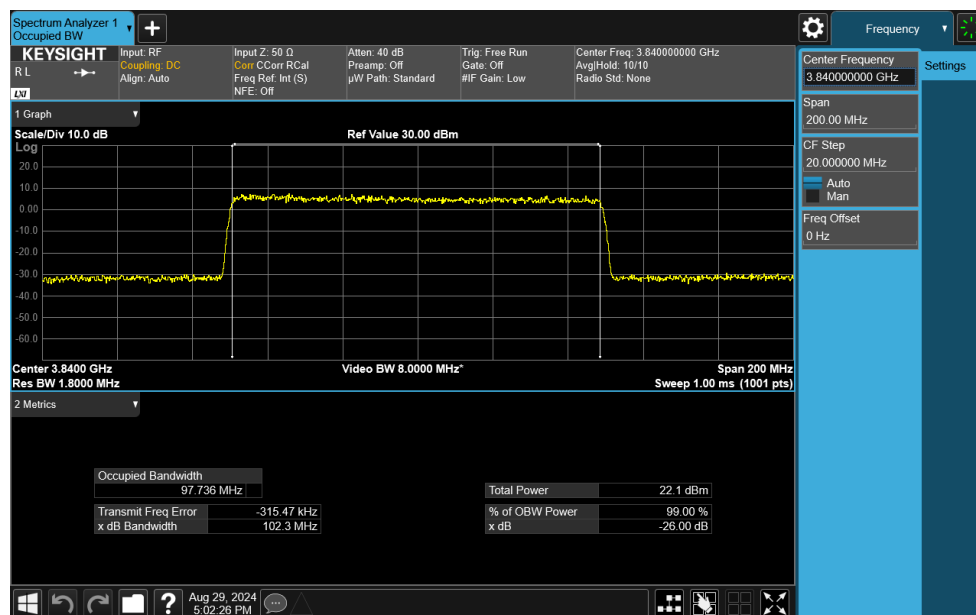 Spectrum Analyzer 1
Occupied BW
+
Frequency
KEYSIGHT
R L
LXI
Input: RF
Coupling: DC
Align: Auto
Input Z: 50 Ω
Corr CCorr RCal
Freq Ref: Int (S)
NFE: Off
Atten: 40 dB
Preamp: Off
µW Path: Standard
Trig: Free Run
Gate: Off
#IF Gain: Low
Center Freq: 3.840000000 GHz
Avg|Hold: 10/10
Radio Std: None
Center Frequency
3.840000000 GHz
Settings
Span
200.00 MHz
CF Step
20.000000 MHz
Auto
Man
Freq Offset
0 Hz
1 Graph
Scale/Div 10.0 dB
Ref Value 30.00 dBm
Log
20.0
10.0
0.00
-10.0
-20.0
-30.0
-40.0
-50.0
-60.0
Center 3.8400 GHz
Video BW 8.0000 MHz*
Span 200 MHz
Res BW 1.8000 MHz
Sweep 1.00 ms (1001 pts)
2 Metrics
Occupied Bandwidth
97.736 MHz
Total Power 22.1 dBm
Transmit Freq Error -315.47 kHz
% of OBW Power 99.00 %
x dB Bandwidth 102.3 MHz
x dB -26.00 dB
?
Aug 29, 2024
5:02:26 PM